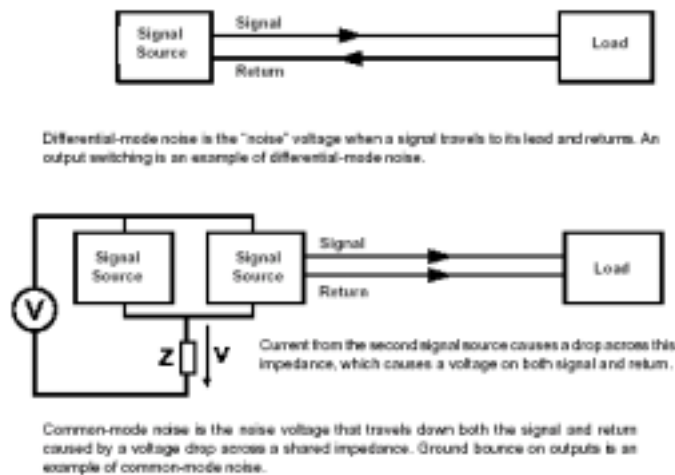 Signal
Source
Signal
Return
Load
Differential-mode noise is the "noise" voltage when a signal travels to its load and returns. An
output switching is an example of differential-mode noise.
Signal
Source
Signal
Source
Signal
Return
Load
V
Z
V
Current from the second signal source causes a drop across this
impedance, which causes a voltage on both signal and return.
Common-mode noise is the noise voltage that travels down both the signal and return
caused by a voltage drop across a shared impedance. Ground bounce on outputs is an
example of common-mode noise.